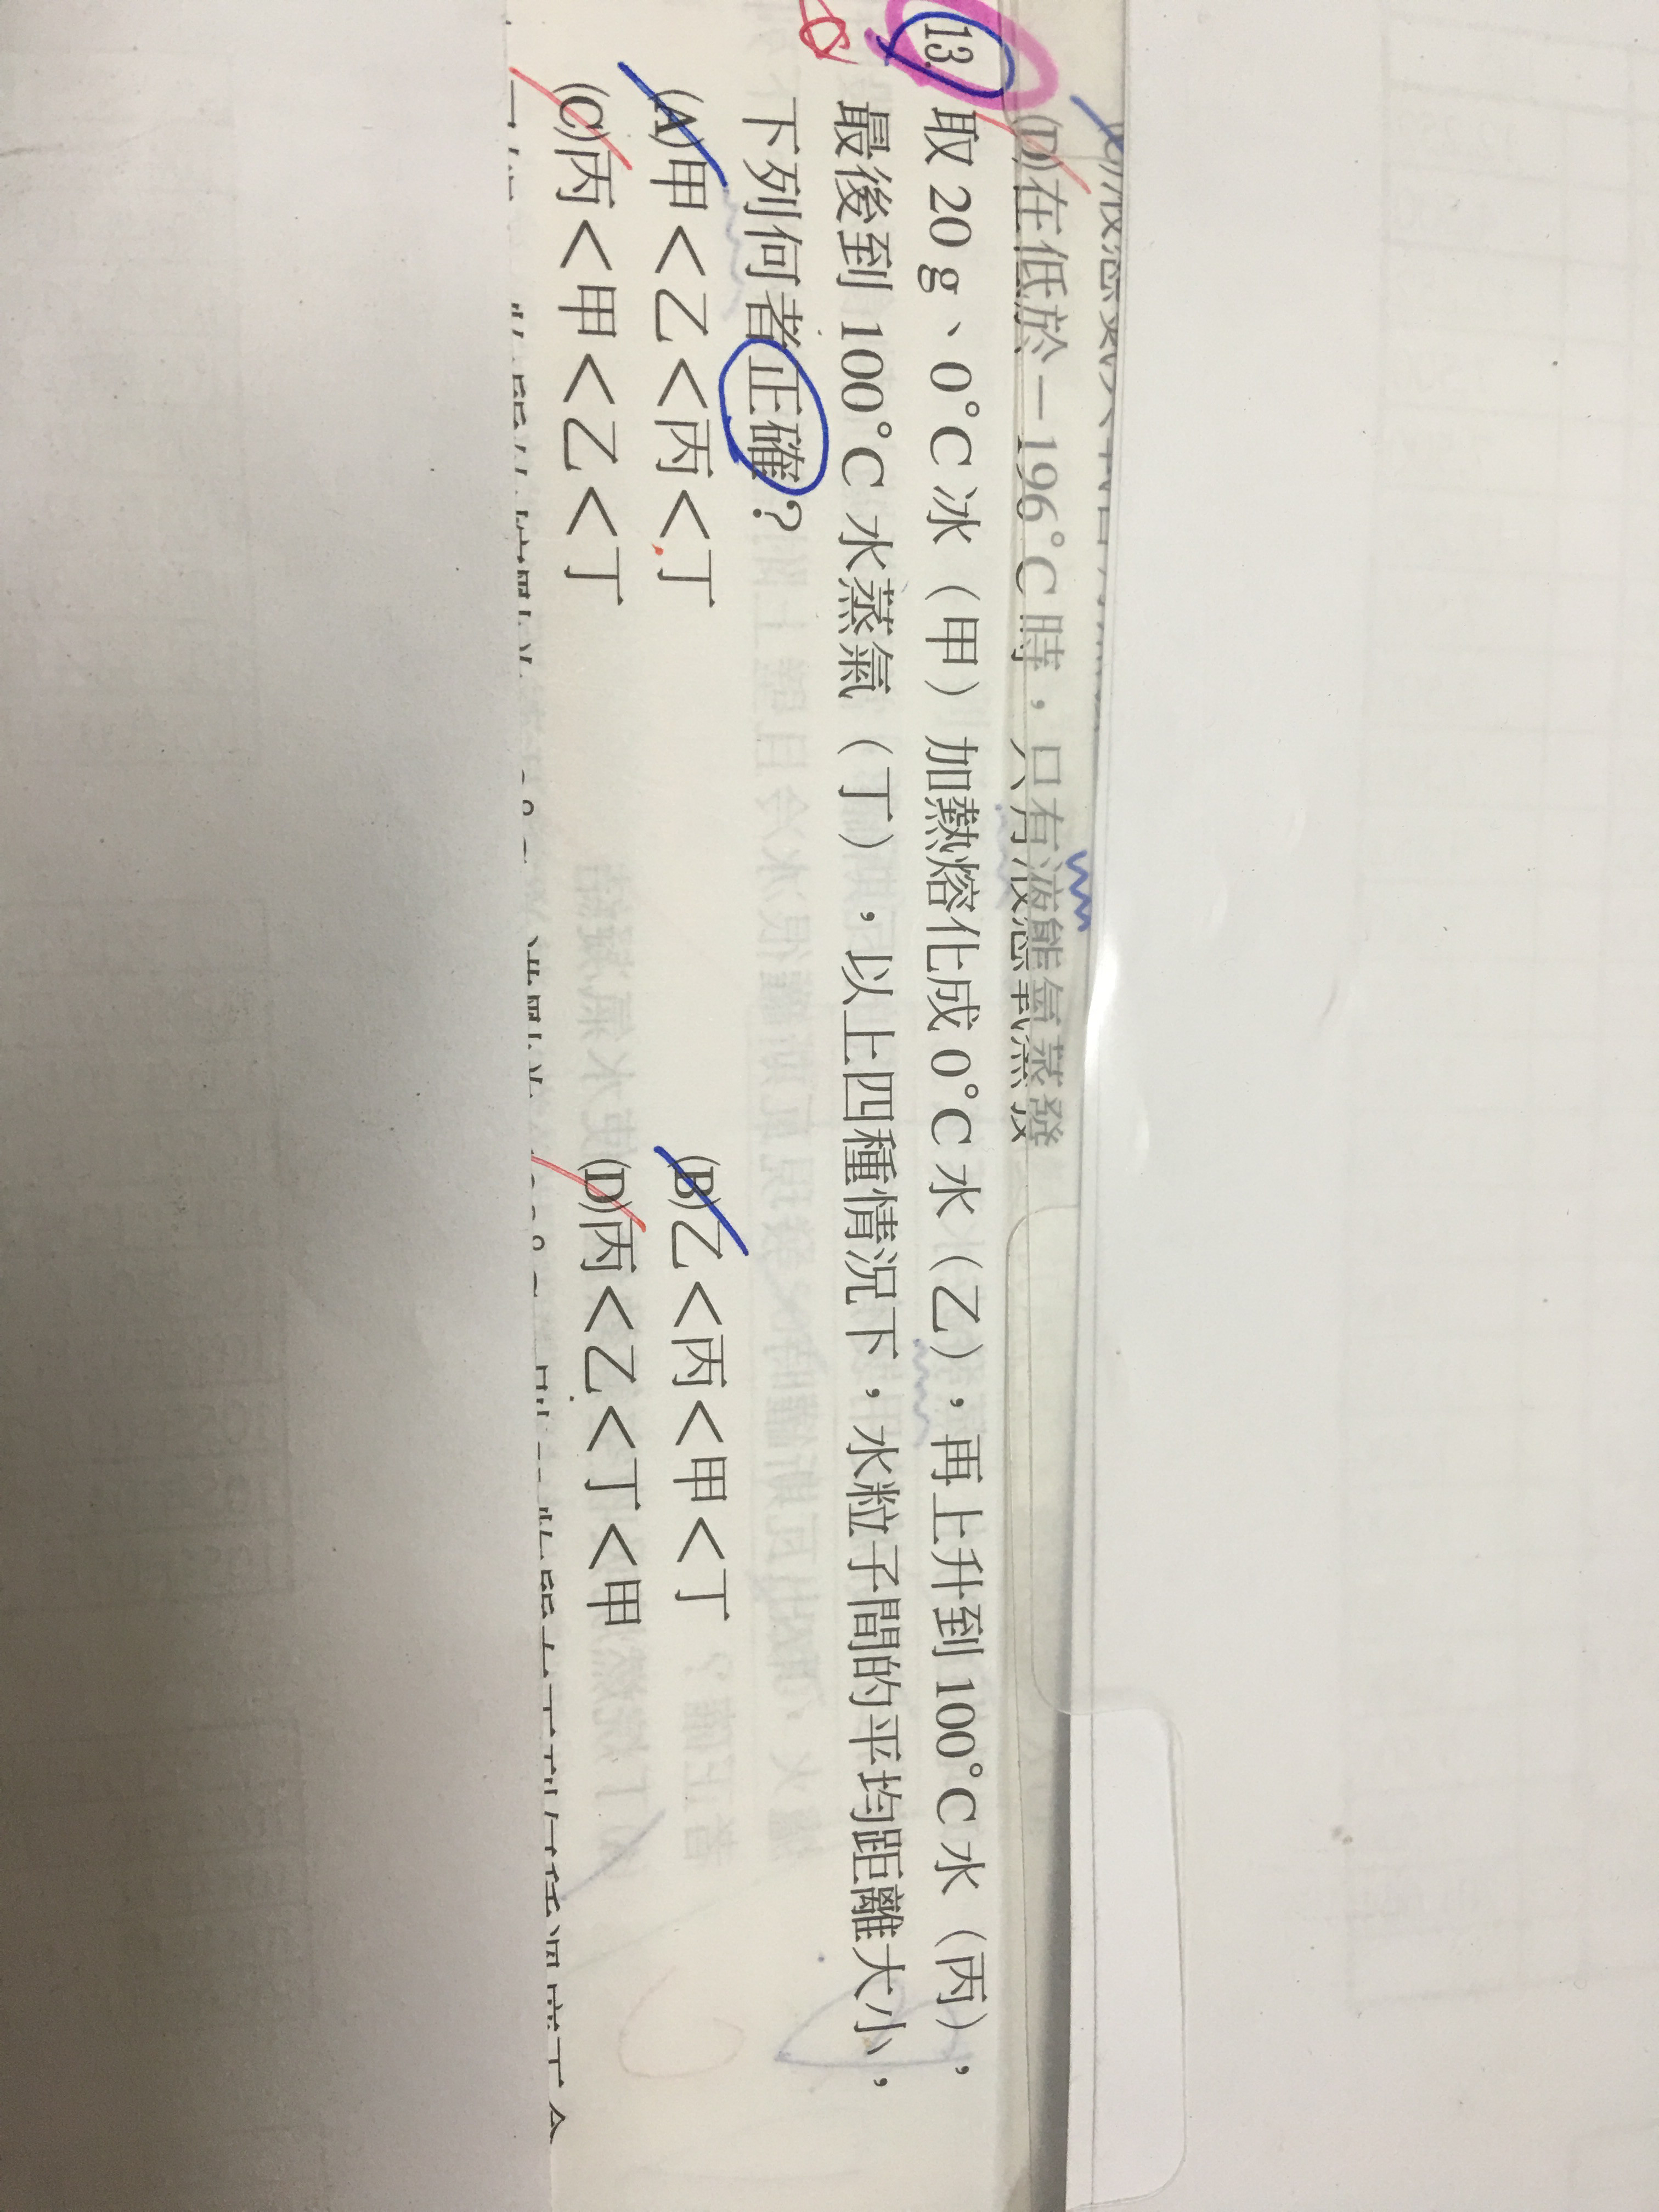 (D)在低於－196°C時，只有液態氧蒸發
13. 取 20 g、0°C 冰（甲）加熱熔化成 0°C 水（乙），再上升到 100°C 水（丙），
最後到 100°C 水蒸氣（丁），以上四種情況下，水粒子間的平均距離大小，
下列何者正確？
(A)甲＜乙＜丙＜丁 (B)乙＜丙＜甲＜丁
(C)丙＜甲＜乙＜丁 (D)丙＜乙＜丁＜甲